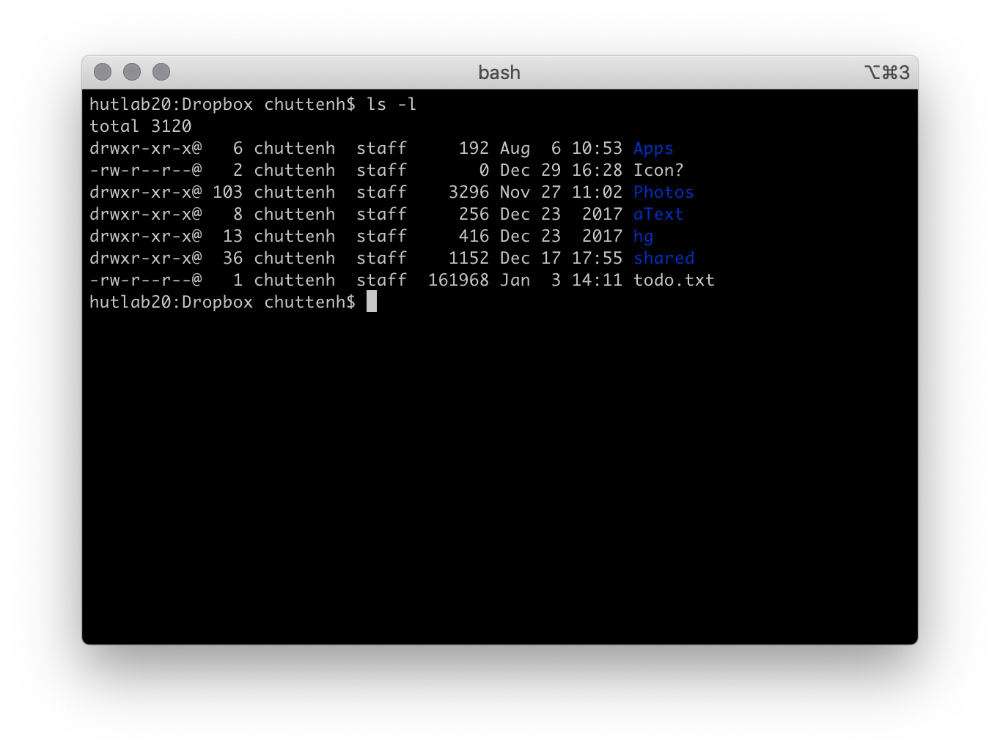 bash ⌥⌘3
hutlab20:Dropbox chuttenh$ ls -l
total 3120
drwxr-xr-x@   6 chuttenh  staff     192 Aug  6 10:53 Apps
-rw-r--r--@   2 chuttenh  staff       0 Dec 29 16:28 Icon?
drwxr-xr-x@ 103 chuttenh  staff    3296 Nov 27 11:02 Photos
drwxr-xr-x@   8 chuttenh  staff     256 Dec 23  2017 aText
drwxr-xr-x@  13 chuttenh  staff     416 Dec 23  2017 hg
drwxr-xr-x@  36 chuttenh  staff    1152 Dec 17 17:55 shared
-rw-r--r--@   1 chuttenh  staff  161968 Jan  3 14:11 todo.txt
hutlab20:Dropbox chuttenh$